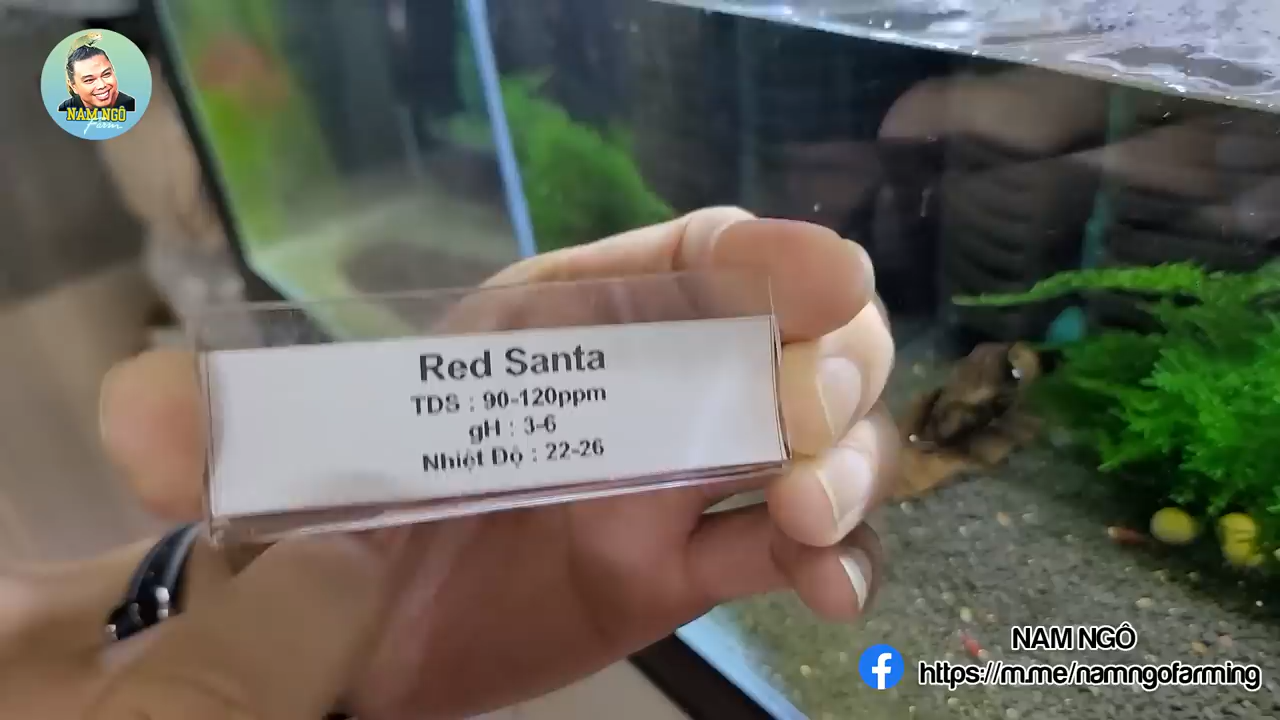 NAM NGÔ
Farm
Red Santa
TDS : 90-120ppm
gH : 3-6
Nhiệt Độ : 22-26
NAM NGÔ
https://m.me/namngofarming